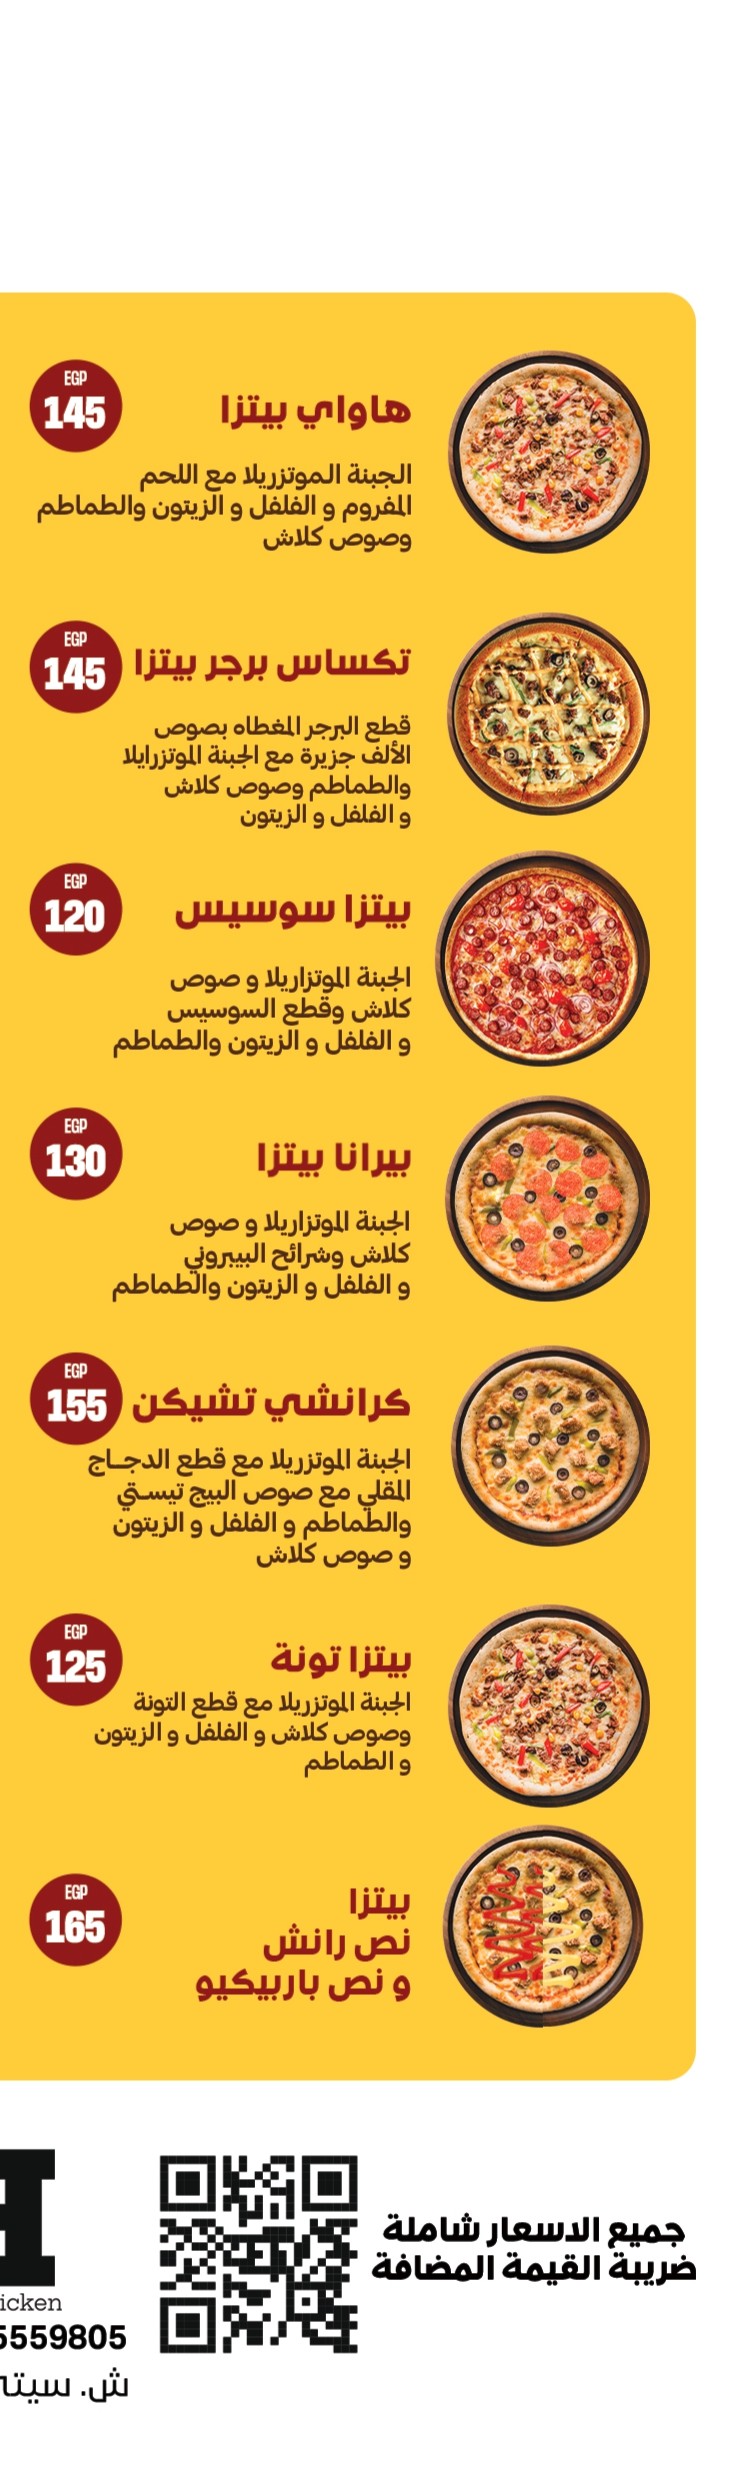 هاواي بيتزا
EGP
145
الجبنة الموتزريلا مع اللحم
المفروم و الفلفل و الزيتون والطماطم
وصوص كلاش
تكساس برجر بيتزا
EGP
145
قطع البرجر المغطاه بصوص
الألف جزيرة مع الجبنة الموتزرايلا
والطماطم وصوص كلاش
و الفلفل و الزيتون
بيتزا سوسيس
EGP
120
الجبنة الموتزاريلا و صوص
كلاش وقطع السوسيس
و الفلفل و الزيتون والطماطم
بيرانا بيتزا
EGP
130
الجبنة الموتزاريلا و صوص
كلاش وشرائح البيبروني
و الفلفل و الزيتون والطماطم
كرانشي تشيكن
EGP
155
الجبنة الموتزريلا مع قطع الدجــاج
المقلي مع صوص البيج تيستي
والطماطم و الفلفل و الزيتون
و صوص كلاش
بيتزا تونة
EGP
125
الجبنة الموتزريلا مع قطع التونة
وصوص كلاش و الفلفل و الزيتون
و الطماطم
بيتزا
نص رانش
و نص باربيكيو
EGP
165
جميع الاسعار شاملة
ضريبة القيمة المضافة
H
icken
5559805
ش. سيتي